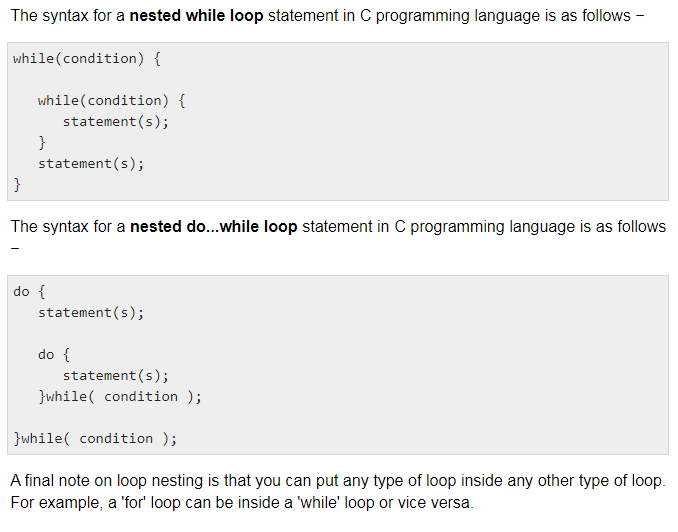 The syntax for a nested while loop statement in C programming language is as follows −
while(condition) {
while(condition) {
statement(s);
}
statement(s);
}
The syntax for a nested do...while loop statement in C programming language is as follows
−
do {
statement(s);
do {
statement(s);
}while( condition );
}while( condition );
A final note on loop nesting is that you can put any type of loop inside any other type of loop.
For example, a 'for' loop can be inside a 'while' loop or vice versa.